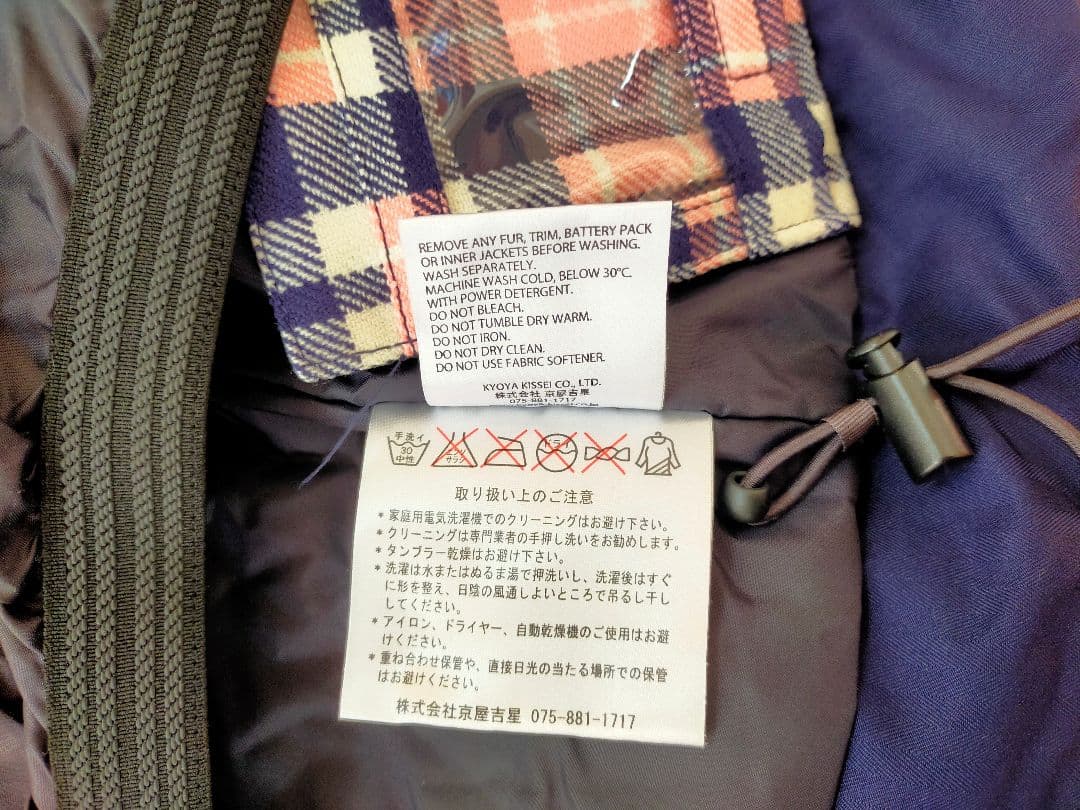 REMOVE ANY FUR, TRIM, BATTERY PACK
OR INNER JACKETS BEFORE WASHING.
WASH SEPARATELY.
MACHINE WASH COLD, BELOW 30°C.
WITH POWER DETERGENT.
DO NOT BLEACH.
DO NOT TUMBLE DRY WARM.
DO NOT IRON.
DO NOT DRY CLEAN.
DO NOT USE FABRIC SOFTENER.
KYOYA KISSEI CO., LTD.
株式会社 京屋吉星
075-881-1717
手洗イ 30 中性
エンソ サラシ
ドライ
取り扱い上のご注意
* 家庭用電気洗濯機でのクリーニングはお避け下さい。
* クリーニングは専門業者の手押し洗いをお勧めします。
* タンブラー乾燥はお避け下さい。
* 洗濯は水またはぬるま湯で押洗いし、洗濯後はすぐ
に形を整え、日陰の風通しよいところで吊るし干し
してください。
* アイロン、ドライヤー、自動乾燥機のご使用はお避
けください。
* 重ね合わせ保管や、直接日光の当たる場所での保管
はお避けください。
株式会社京屋吉星 075-881-1717